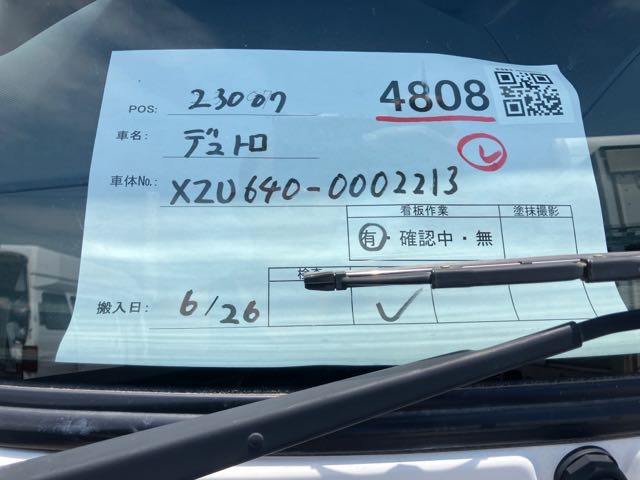 POS: 23007 4808
車名: デュトロ レ
車体No.: XZU640-0002213
看板作業 塗抹撮影
有・確認中・無
搬入日: 6/26